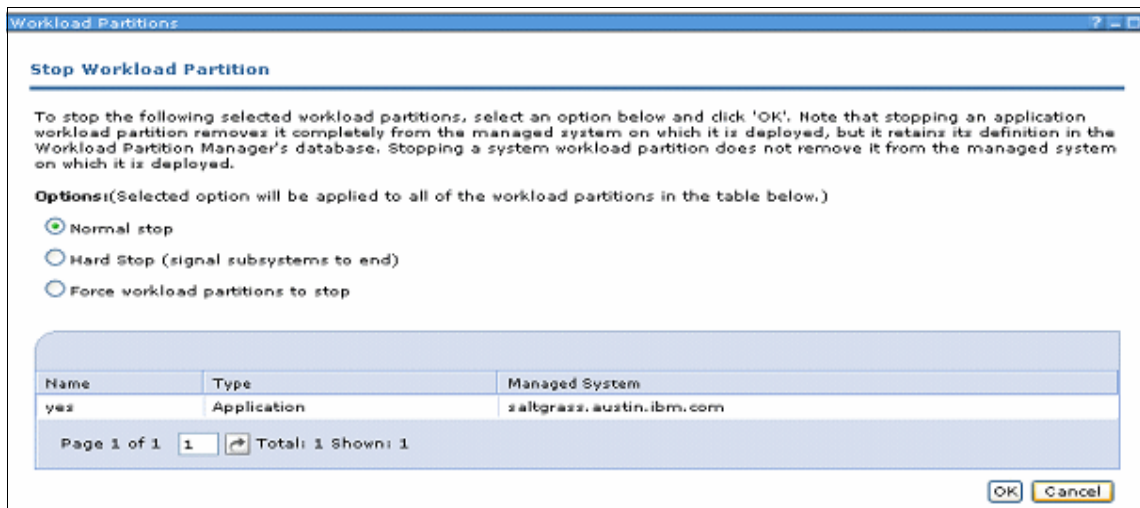 Workload Partitions ? –
Stop Workload Partition
To stop the following selected workload partitions, select an option below and click 'OK'. Note that stopping an application
workload partition removes it completely from the managed system on which it is deployed, but it retains its definition in the
Workload Partition Manager's database. Stopping a system workload partition does not remove it from the managed system
on which it is deployed.
Options:(Selected option will be applied to all of the workload partitions in the table below.)
Normal stop
Hard Stop (signal subsystems to end)
Force workload partitions to stop
Name Type Managed System
yes Application saltgrass.austin.ibm.com
Page 1 of 1 1 Total: 1 Shown: 1
OK Cancel